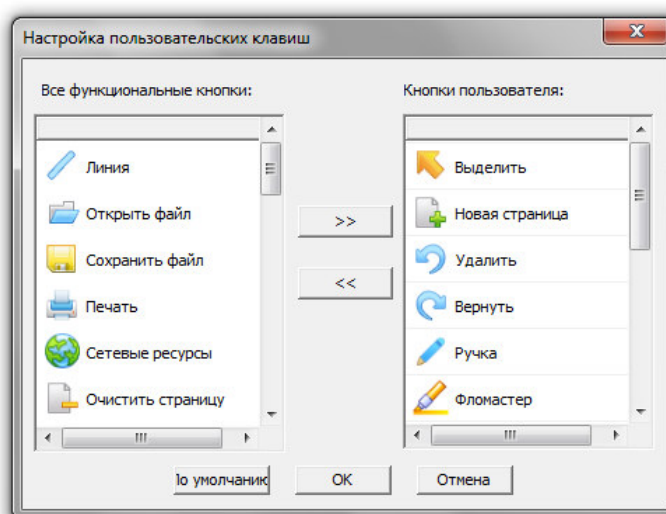 Настройка пользовательских клавиш
Все функциональные кнопки:
Линия
Открыть файл
Сохранить файл
Печать
Сетевые ресурсы
Очистить страницу
>>
<<
Кнопки пользователя:
Выделить
Новая страница
Удалить
Вернуть
Ручка
Фломастер
Іо умолчанию
OK
Отмена